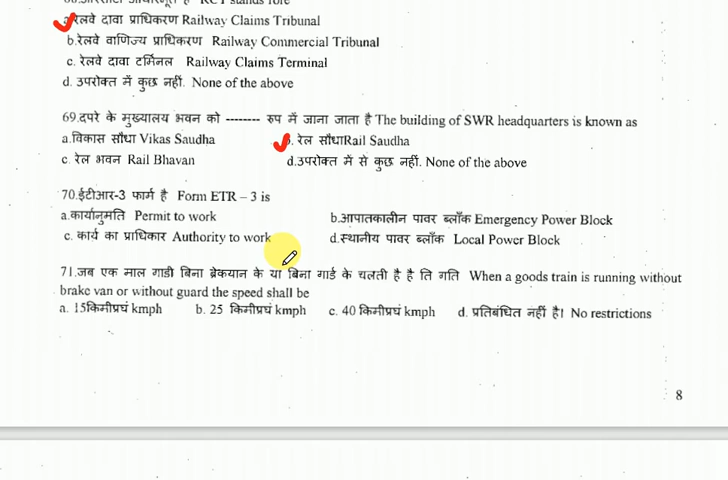 RCT stands fore
a.रेलवे दावा प्राधिकरण Railway Claims Tribunal
b.रेलवे वाणिज्य प्राधिकरण Railway Commercial Tribunal
c. रेलवे दावा टर्मिनल Railway Claims Terminal
d. उपरोक्त में कुछ नहीं. None of the above
69.दपरे के मुख्यालय भवन को -------- रुप में जाना जाता है The building of SWR headquarters is known as
a.विकास सौधा Vikas Saudha b. रेल सौधाRail Saudha
c. रेल भवन Rail Bhavan d.उपरोक्त में से कुछ नहीं. None of the above
70.ईटीआर-3 फार्म है Form ETR – 3 is
a.कार्यानुमति Permit to work b.आपातकालीन पावर ब्लॉक Emergency Power Block
c. कार्य का प्राधिकार Authority to work d.स्थानीय पावर ब्लॉक Local Power Block
71.जब एक माल गाडी बिना ब्रेकयान के या बिना गार्ड के चलती है है ति गति When a goods train is running without
brake van or without guard the speed shall be
a. 15किमीप्रघं kmph b. 25 किमीप्रघं kmph c. 40 किमीप्रघं kmph d. प्रतिबंधित नहीं है। No restrictions
8